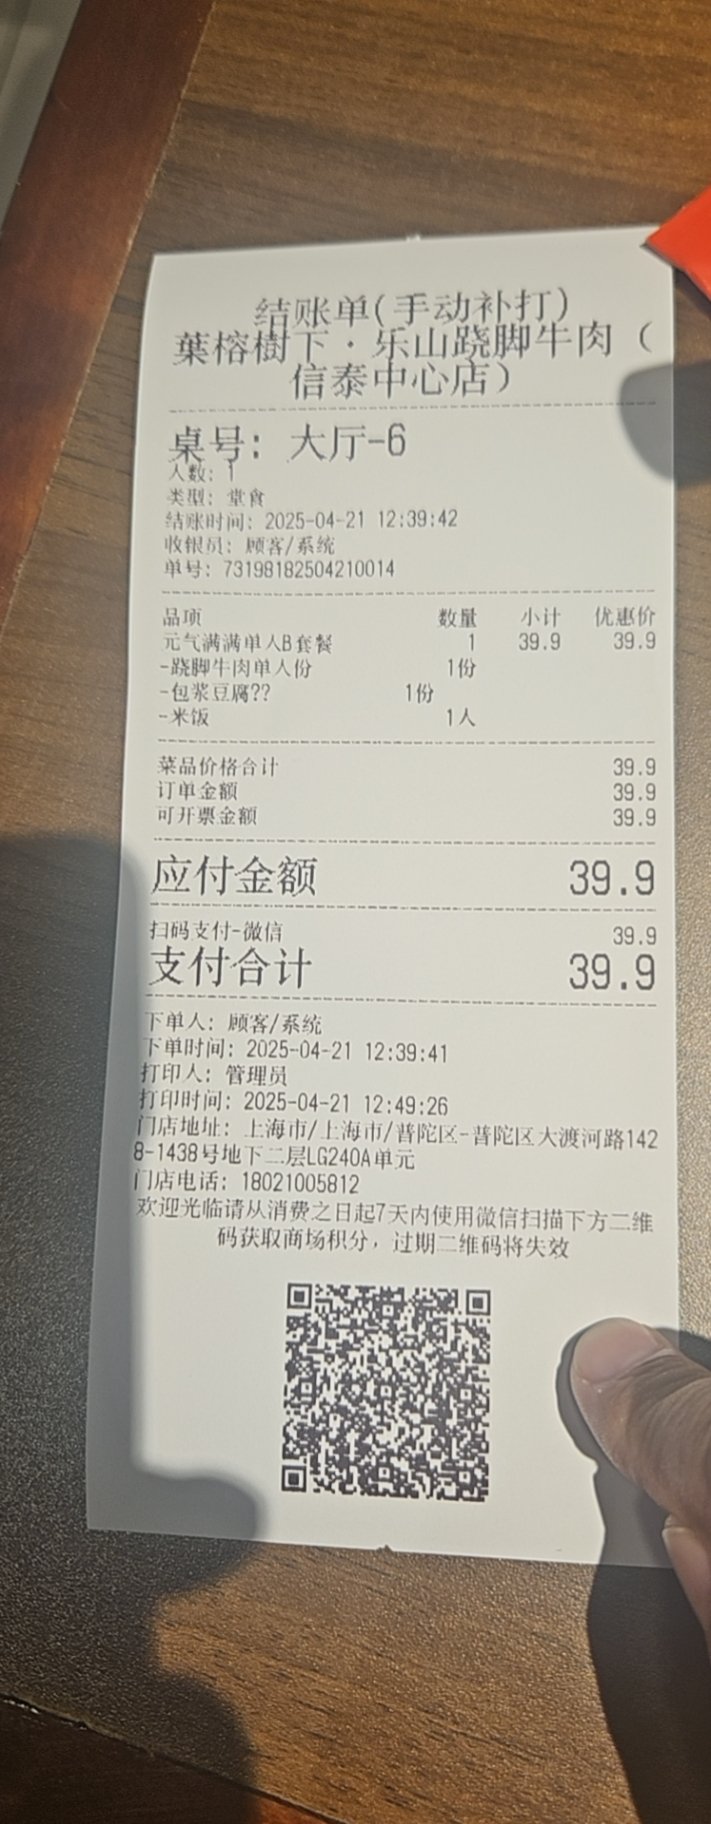 结账单(手动补打)
葉榕樹下·乐山跷脚牛肉（
信泰中心店）
桌号: 大厅-6
人数: 1
类型: 堂食
结账时间: 2025-04-21 12:39:42
收银员: 顾客/系统
单号: 73198182504210014
品项 数量 小计 优惠价
元气满满单人B套餐 1 39.9 39.9
-跷脚牛肉单人份 1份
-包浆豆腐?? 1份
-米饭 1人
菜品价格合计 39.9
订单金额 39.9
可开票金额 39.9
应付金额 39.9
扫码支付-微信 39.9
支付合计 39.9
下单人: 顾客/系统
下单时间: 2025-04-21 12:39:41
打印人: 管理员
打印时间: 2025-04-21 12:49:26
门店地址: 上海市/上海市/普陀区-普陀区大渡河路142
8-1438号地下二层LG240A单元
门店电话: 18021005812
欢迎光临请从消费之日起7天内使用微信扫描下方二维
码获取商场积分，过期二维码将失效